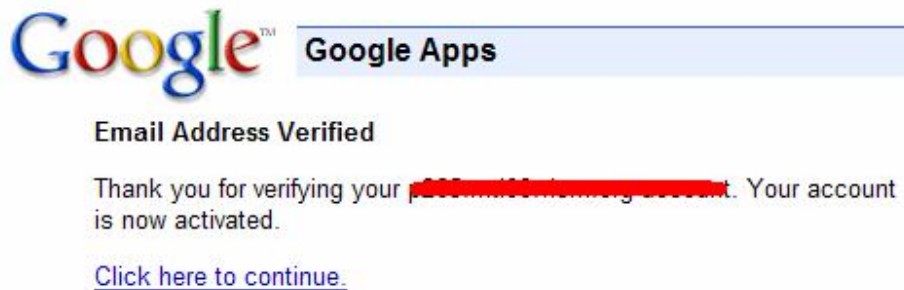 Google™
Google Apps
Email Address Verified
Thank you for verifying your . Your account
is now activated.
Click here to continue.